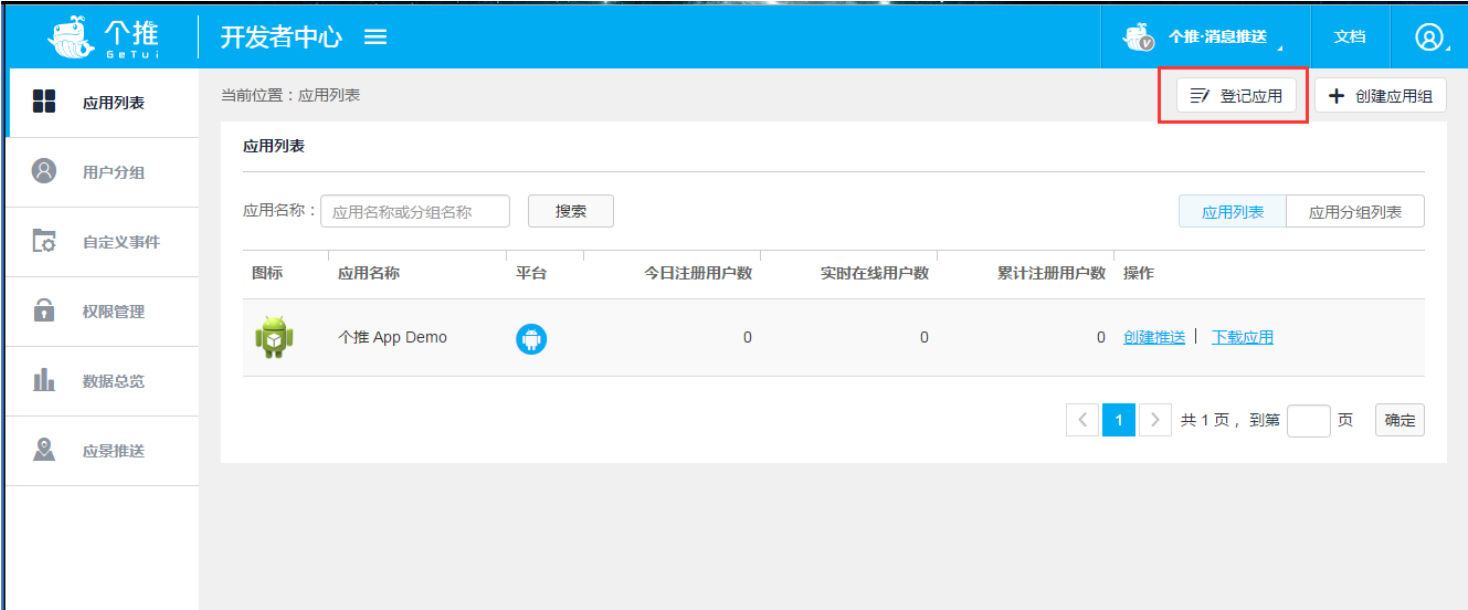 个推
GeTui
开发者中心
个推·消息推送
文档
应用列表
用户分组
自定义事件
权限管理
数据总览
应景推送
当前位置：应用列表
登记应用
创建应用组
应用列表
应用名称： 应用名称或分组名称 搜索 应用列表 应用分组列表
图标 应用名称 平台 今日注册用户数 实时在线用户数 累计注册用户数 操作
个推 App Demo 0 0 0 创建推送 | 下载应用
1 共 1 页，到第 页 确定